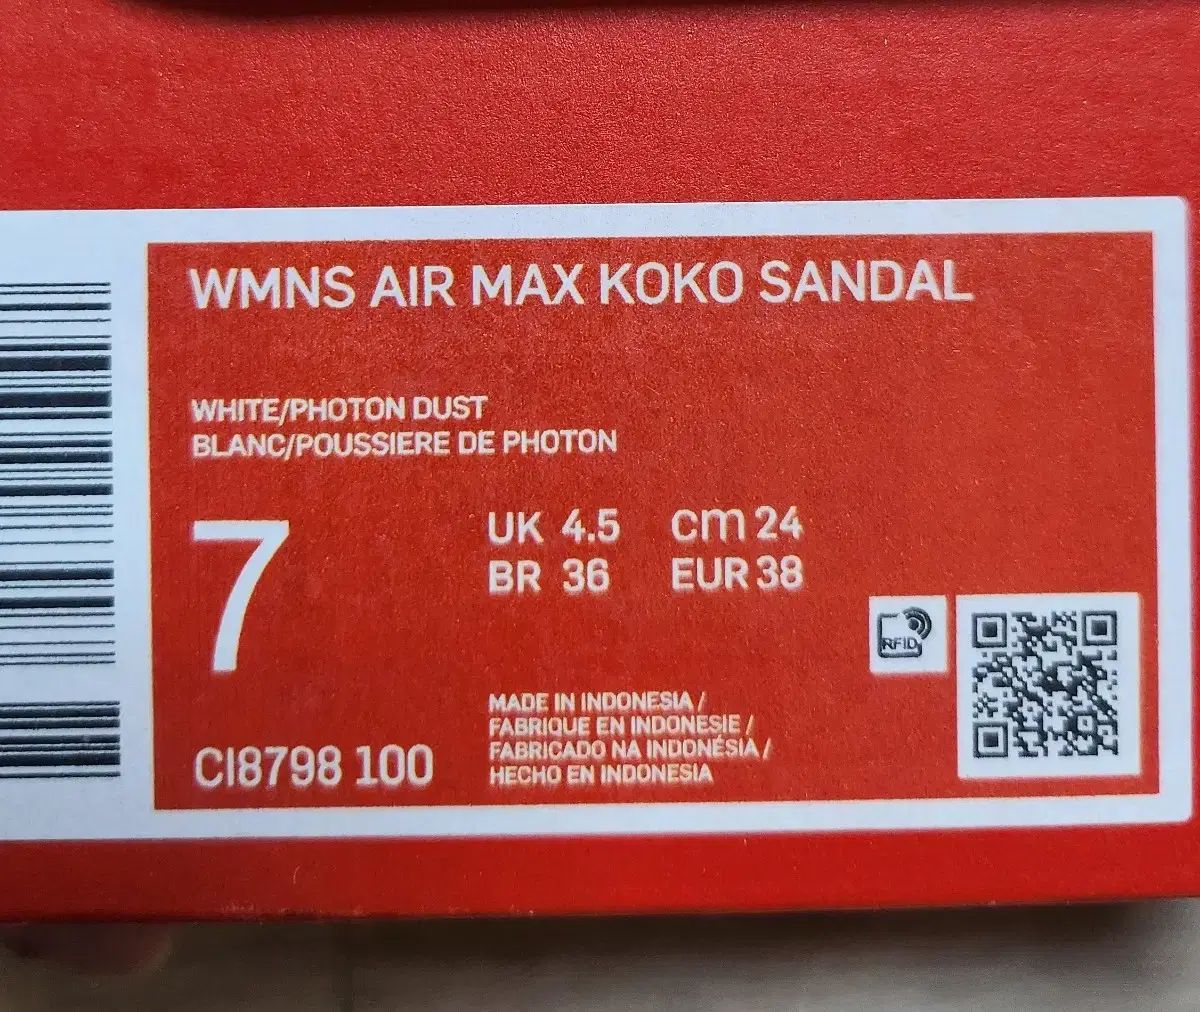 WMNS AIR MAX KOKO SANDAL
WHITE/PHOTON DUST
BLANC/POUSSIERE DE PHOTON
7
UK 4.5 cm 24
BR 36 EUR 38
RFID
MADE IN INDONESIA /
FABRIQUE EN INDONESIE /
FABRICADO NA INDONÉSIA /
HECHO EN INDONESIA
CI8798 100